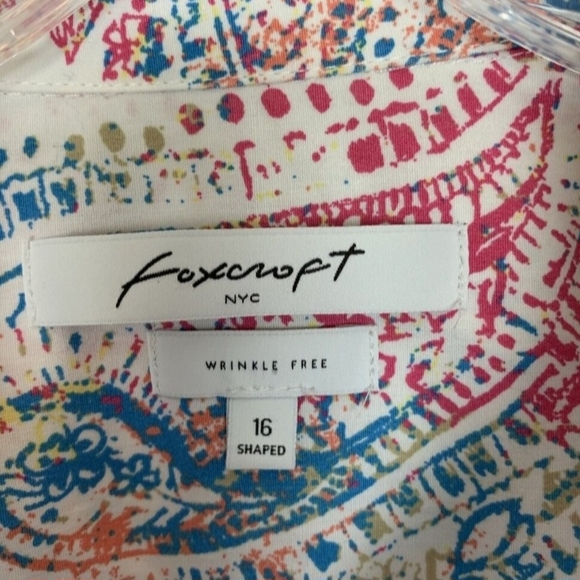 Foxcroft
NYC
WRINKLE FREE
16
SHAPED